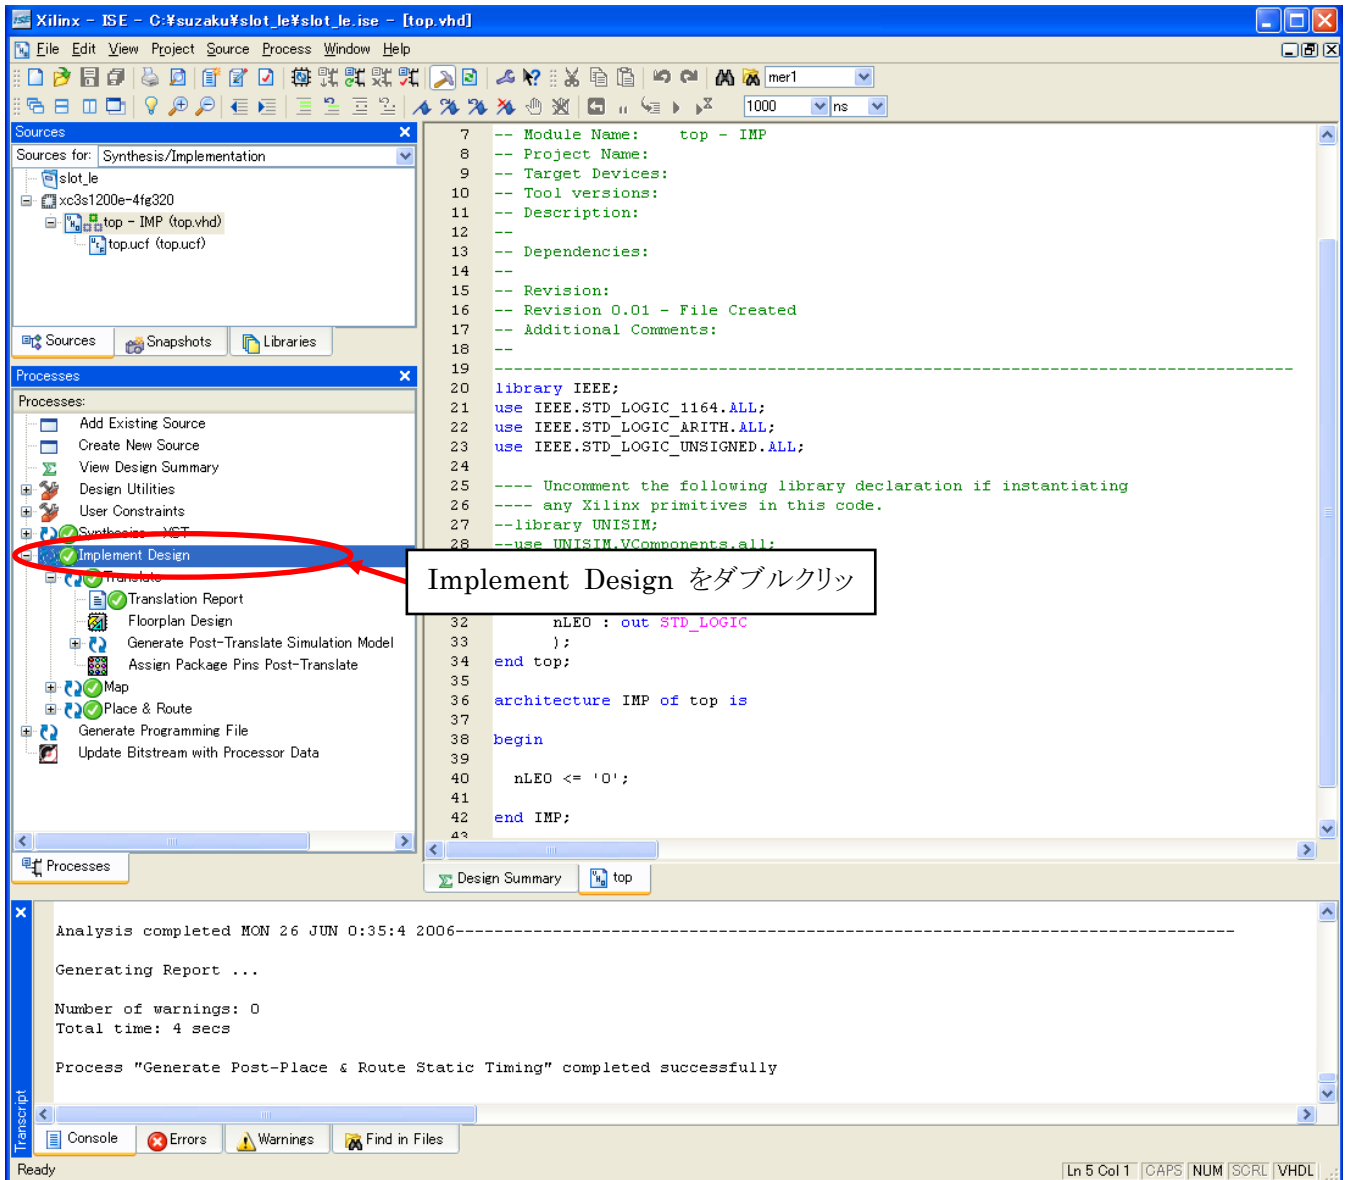 Xilinx - ISE - C:¥suzaku¥slot_le¥slot_le.ise - [top.vhd]
File Edit View Project Source Process Window Help
mer1
1000 ns
Sources
Sources for: Synthesis/Implementation
slot_le
xc3s1200e-4fg320
top - IMP (top.vhd)
top.ucf (top.ucf)
Sources Snapshots Libraries
Processes
Processes:
Add Existing Source
Create New Source
View Design Summary
Design Utilities
User Constraints
Synthesize - XST
Implement Design
Translate
Translation Report
Floorplan Design
Generate Post-Translate Simulation Model
Assign Package Pins Post-Translate
Map
Place & Route
Generate Programming File
Update Bitstream with Processor Data
Processes
7 -- Module Name:    top - IMP
8 -- Project Name:
9 -- Target Devices:
10 -- Tool versions:
11 -- Description:
12 --
13 -- Dependencies:
14 --
15 -- Revision:
16 -- Revision 0.01 - File Created
17 -- Additional Comments:
18 --
19 ----------------------------------------------------------------------------------
20 library IEEE;
21 use IEEE.STD_LOGIC_1164.ALL;
22 use IEEE.STD_LOGIC_ARITH.ALL;
23 use IEEE.STD_LOGIC_UNSIGNED.ALL;
24
25 ---- Uncomment the following library declaration if instantiating
26 ---- any Xilinx primitives in this code.
27 --library UNISIM;
28 --use UNISIM.VComponents.all;
Implement Design をダブルクリッ
32 nLE0 : out STD_LOGIC
33 );
34 end top;
35
36 architecture IMP of top is
37
38 begin
39
40 nLE0 <= '0';
41
42 end IMP;
43
Design Summary top
Analysis completed MON 26 JUN 0:35:4 2006--------------------------------------------------------------------------------
Generating Report ...
Number of warnings: 0
Total time: 4 secs
Process "Generate Post-Place & Route Static Timing" completed successfully
Transcript
Console Errors Warnings Find in Files
Ready Ln 5 Col 1 CAPS NUM SCRL VHDL